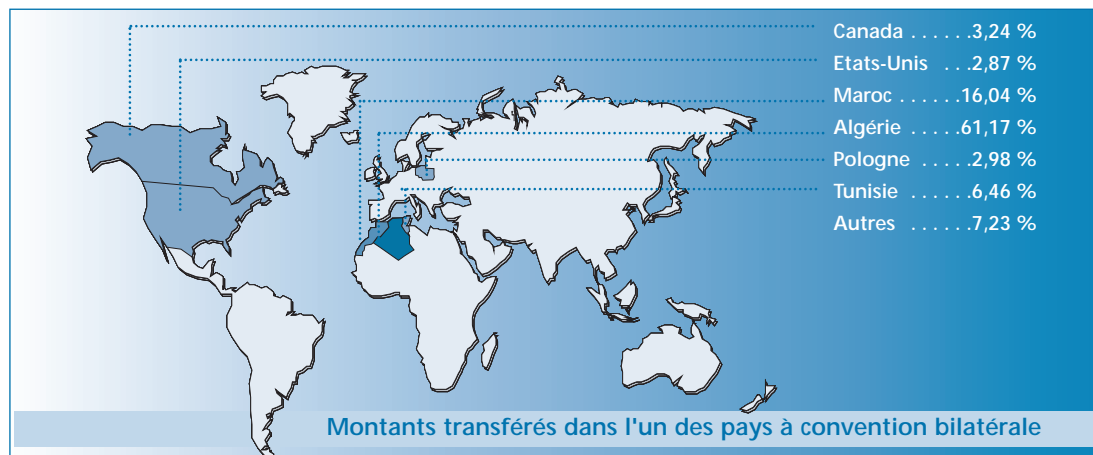 Canada . . . . . .3,24 %
Etats-Unis . . .2,87 %
Maroc . . . . . .16,04 %
Algérie . . . . .61,17 %
Pologne . . . . .2,98 %
Tunisie . . . . . .6,46 %
Autres . . . . . .7,23 %
Montants transférés dans l'un des pays à convention bilatérale